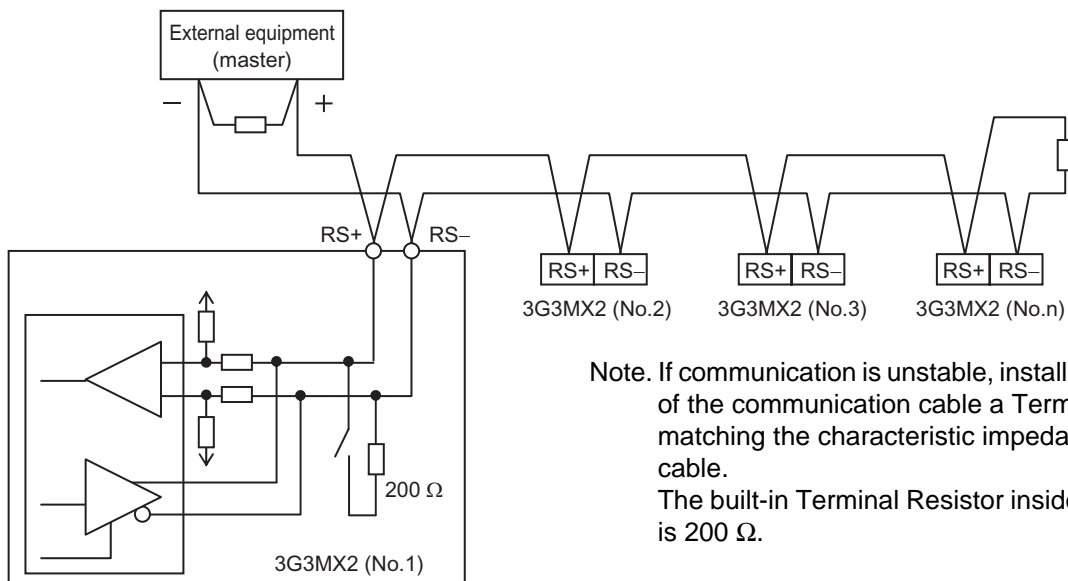 External equipment
(master)
− +
RS+ RS−
RS+ RS− RS+ RS− RS+ RS−
3G3MX2 (No.2) 3G3MX2 (No.3) 3G3MX2 (No.n)
200 Ω
3G3MX2 (No.1)
Note. If communication is unstable, install
of the communication cable a Term
matching the characteristic impeda
cable.
The built-in Terminal Resistor inside
is 200 Ω.